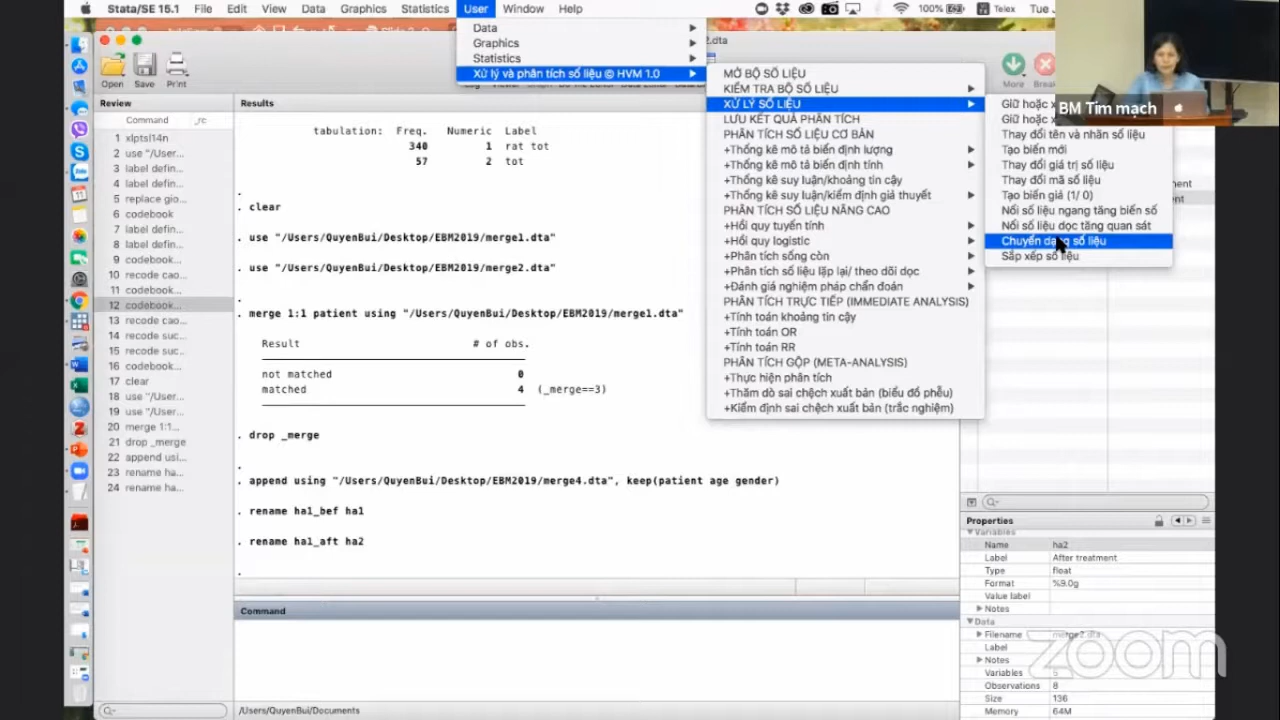 Stata/SE 15.1 File Edit View Data Graphics Statistics User Window Help 100% Telex Tue
Data
Graphics
Statistics
Xử lý và phân tích số liệu © HVM 1.0
2.dta
Open Save Print
More Break
BM Tim mạch
Review
Command _rc
1 xlptsl14n
2 use "/User...
3 label defin...
4 label defin...
5 replace gio...
6 codebook
7 label defin...
8 label defin...
9 codebook...
10 recode cao...
11 codebook...
12 codebook...
13 recode cao...
14 recode suc...
15 recode suc...
16 codebook...
17 clear
18 use "/User...
19 use "/User...
20 merge 1:1...
21 drop _merge
22 append usi...
23 rename ha...
24 rename ha...
Results
tabulation: Freq. Numeric Label
340 1 rat tot
57 2 tot
.
. clear
. use "/Users/QuyenBui/Desktop/EBM2019/merge1.dta"
. use "/Users/QuyenBui/Desktop/EBM2019/merge2.dta"
.
. merge 1:1 patient using "/Users/QuyenBui/Desktop/EBM2019/merge1.dta"
Result # of obs.
not matched 0
matched 4 (_merge==3)
. drop _merge
.
. append using "/Users/QuyenBui/Desktop/EBM2019/merge4.dta", keep(patient age gender)
. rename ha1_bef ha1
. rename ha1_aft ha2
.
Command
/Users/QuyenBui/Documents
MỞ BỘ SỐ LIỆU
KIỂM TRA BỘ SỐ LIỆU
XỬ LÝ SỐ LIỆU
LƯU KẾT QUẢ PHÂN TÍCH
PHÂN TÍCH SỐ LIỆU CƠ BẢN
+Thống kê mô tả biến định lượng
+Thống kê mô tả biến định tính
+Thống kê suy luận/khoảng tin cậy
+Thống kê suy luận/kiểm định giả thuyết
PHÂN TÍCH SỐ LIỆU NÂNG CAO
+Hồi quy tuyến tính
+Hồi quy logistic
+Phân tích sống còn
+Phân tích số liệu lặp lại/ theo dõi dọc
+Đánh giá nghiệm pháp chẩn đoán
PHÂN TÍCH TRỰC TIẾP (IMMEDIATE ANALYSIS)
+Tính toán khoảng tin cậy
+Tính toán OR
+Tính toán RR
PHÂN TÍCH GỘP (META-ANALYSIS)
+Thực hiện phân tích
+Thăm dò sai chệch xuất bản (biểu đồ phễu)
+Kiểm định sai chệch xuất bản (trắc nghiệm)
Giữ hoặc
Giữ hoặc
Thay đổi tên và nhãn số liệu
Tạo biến mới
Thay đổi giá trị số liệu
Thay đổi mã số liệu
Tạo biến giả (1/ 0)
Nối số liệu ngang tăng biến số
Nối số liệu dọc tăng quan sát
Chuyển dạng số liệu
Sắp xếp số liệu
Properties
Variables
Name ha2
Label After treatment
Type float
Format %9.0g
Value label
Notes
Data
Filename merge2.dta
Label
Notes
Variables 5
Observations 8
Size 136
Memory 64M
zoom